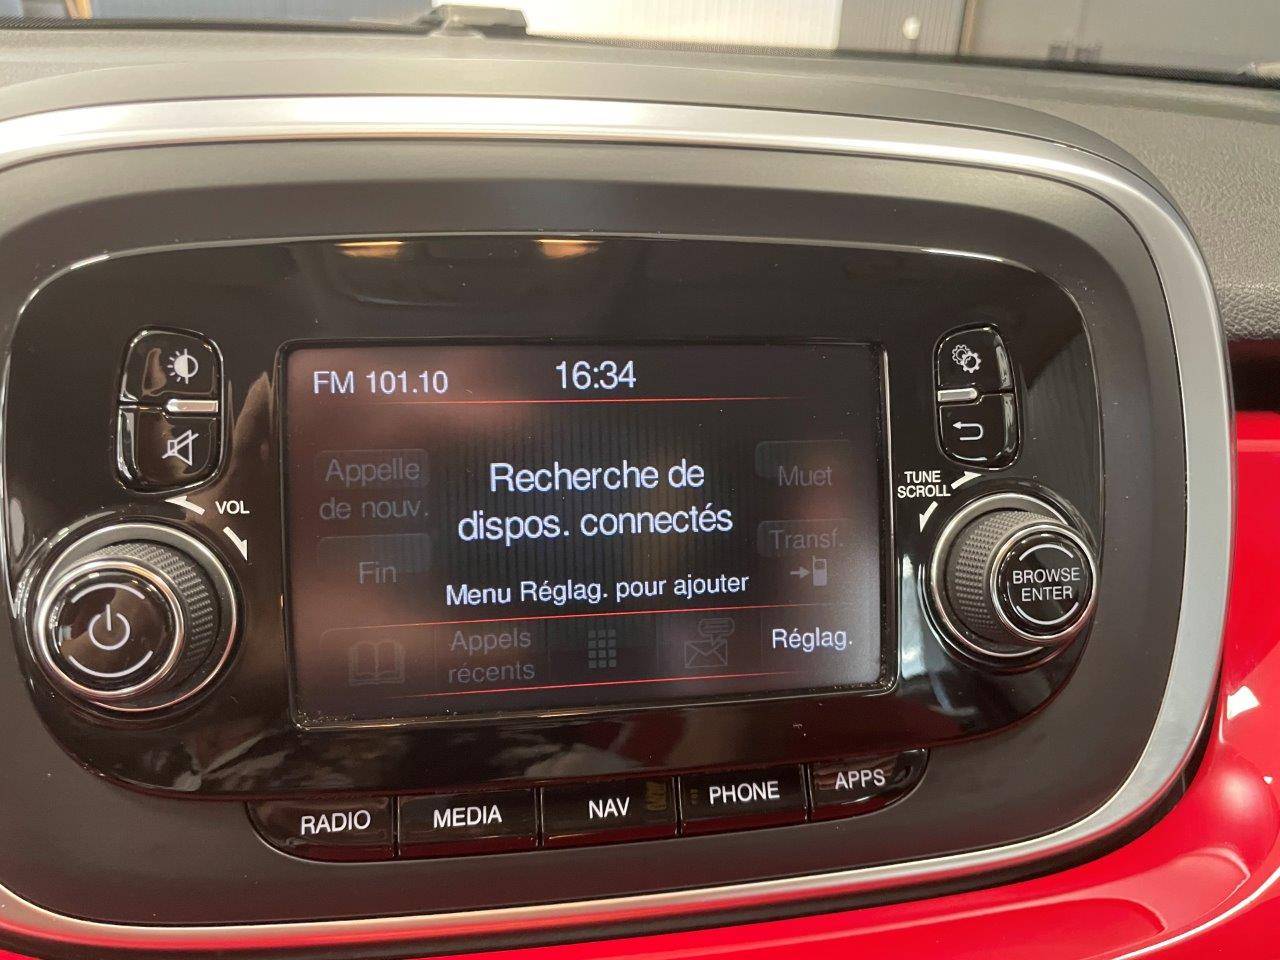 FM 101.10
16:34
Appelle
de nouv.
Recherche de
dispos. connectés
Muet
Fin
Transf.
Menu Réglag. pour ajouter
Appels
récents
Réglag.
VOL
TUNE
SCROLL
BROWSE
ENTER
RADIO
MEDIA
NAV
PHONE
APPS